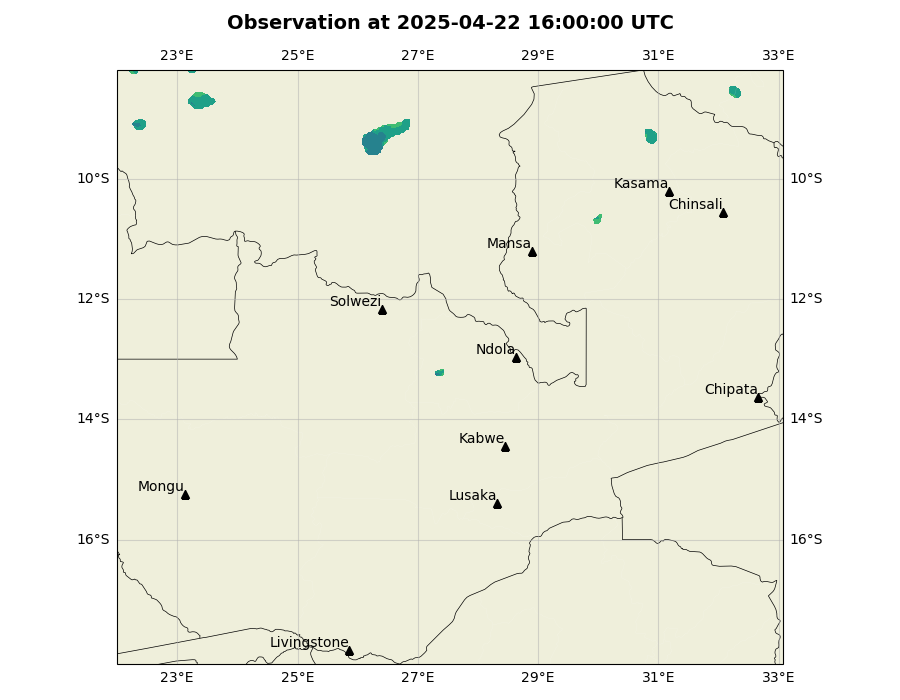 Observation at 2025-04-22 16:00:00 UTC
23°E 25°E 27°E 29°E 31°E 33°E
10°S 10°S
Kasama
Chinsali
Mansa
12°S 12°S
Solwezi
Ndola
Chipata
14°S 14°S
Kabwe
Mongu
Lusaka
16°S 16°S
Livingstone
23°E 25°E 27°E 29°E 31°E 33°E